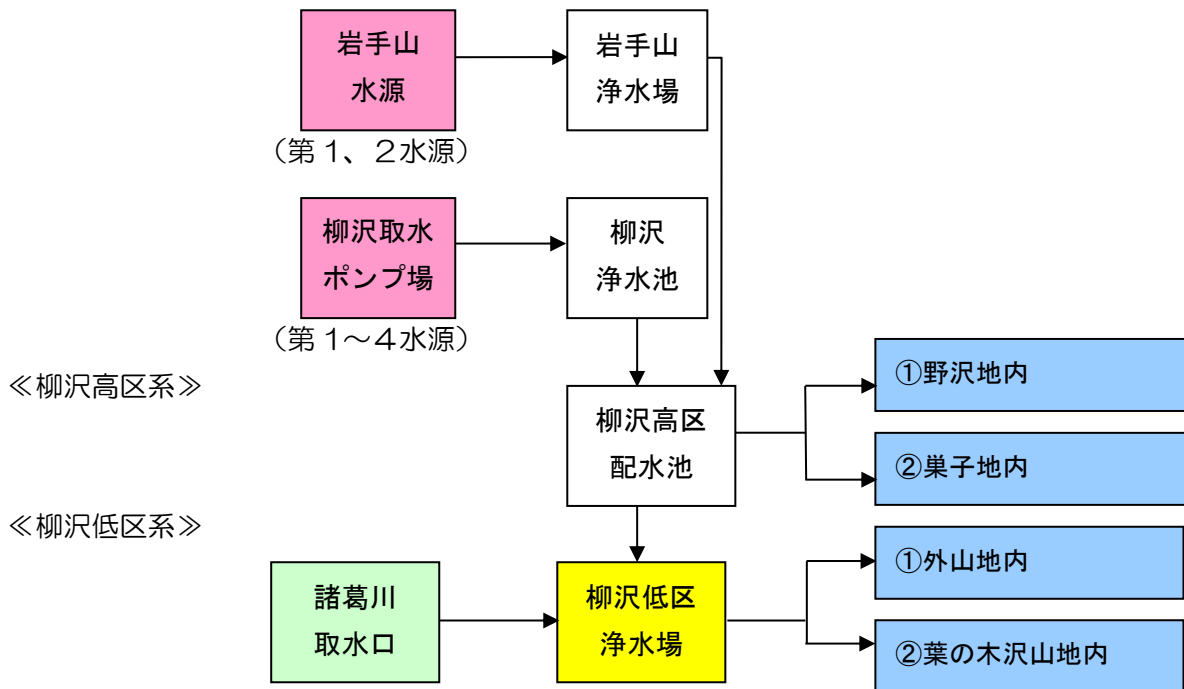 岩手山
水源
岩手山
浄水場
(第1、2水源)
柳沢取水
ポンプ場
柳沢
浄水池
(第1～4水源)
≪柳沢高区系≫
柳沢高区
配水池
①野沢地内
②巣子地内
≪柳沢低区系≫
諸葛川
取水口
柳沢低区
浄水場
①外山地内
②葉の木沢山地内